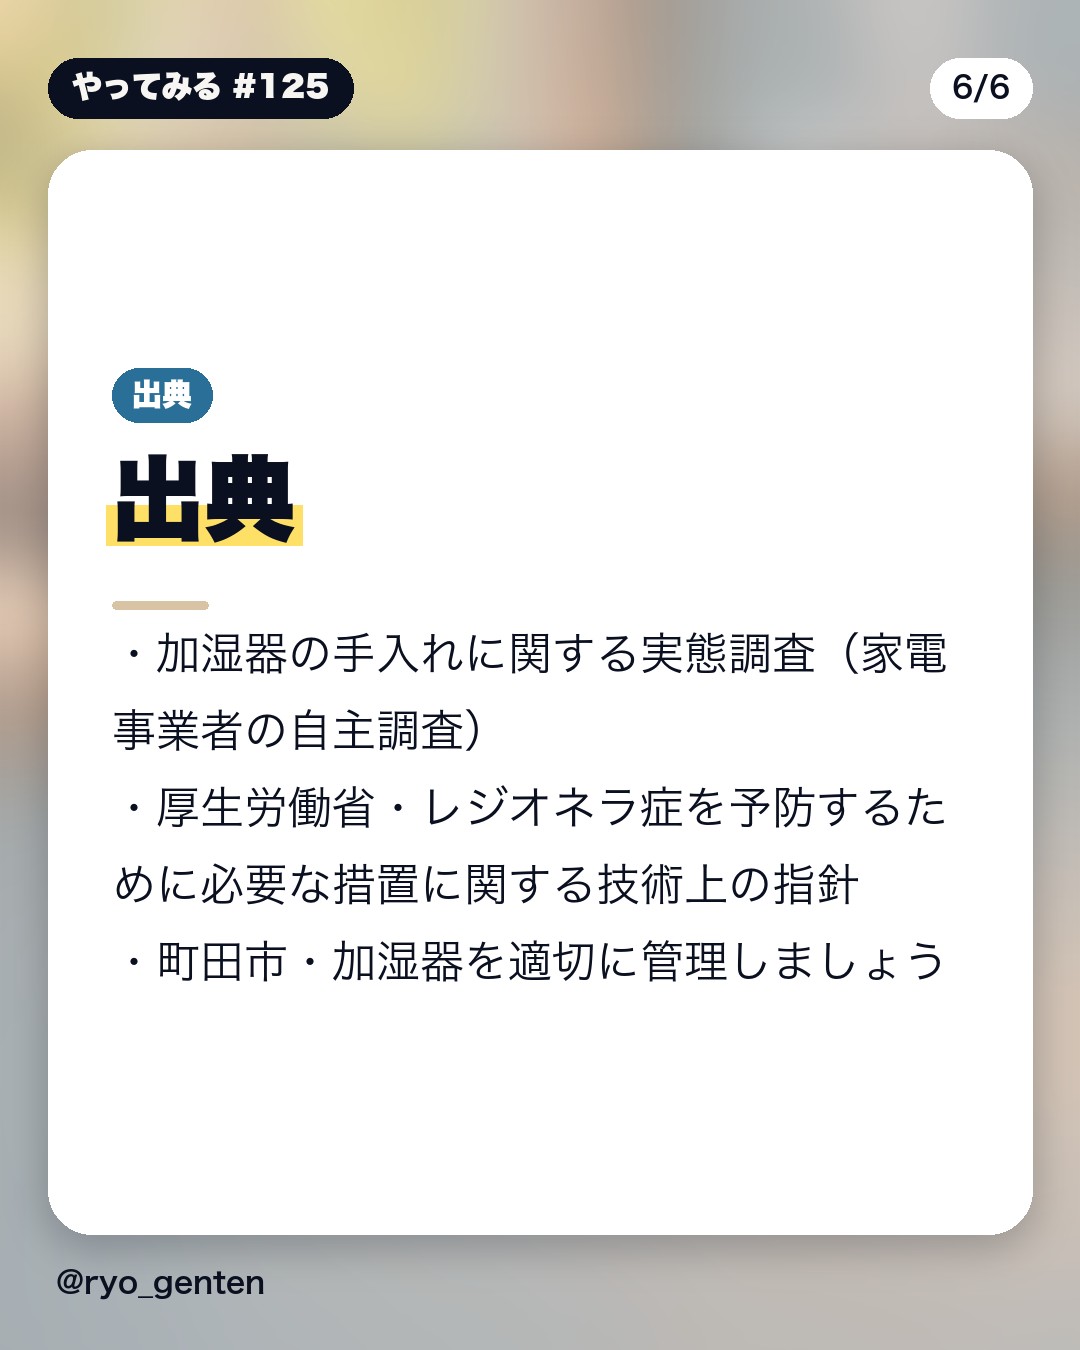 やってみる #125
6/6
出典
出典
・加湿器の手入れに関する実態調査（家電
事業者の自主調査）
・厚生労働省・レジオネラ症を予防するた
めに必要な措置に関する技術上の指針
・町田市・加湿器を適切に管理しましょう
@ryo_genten